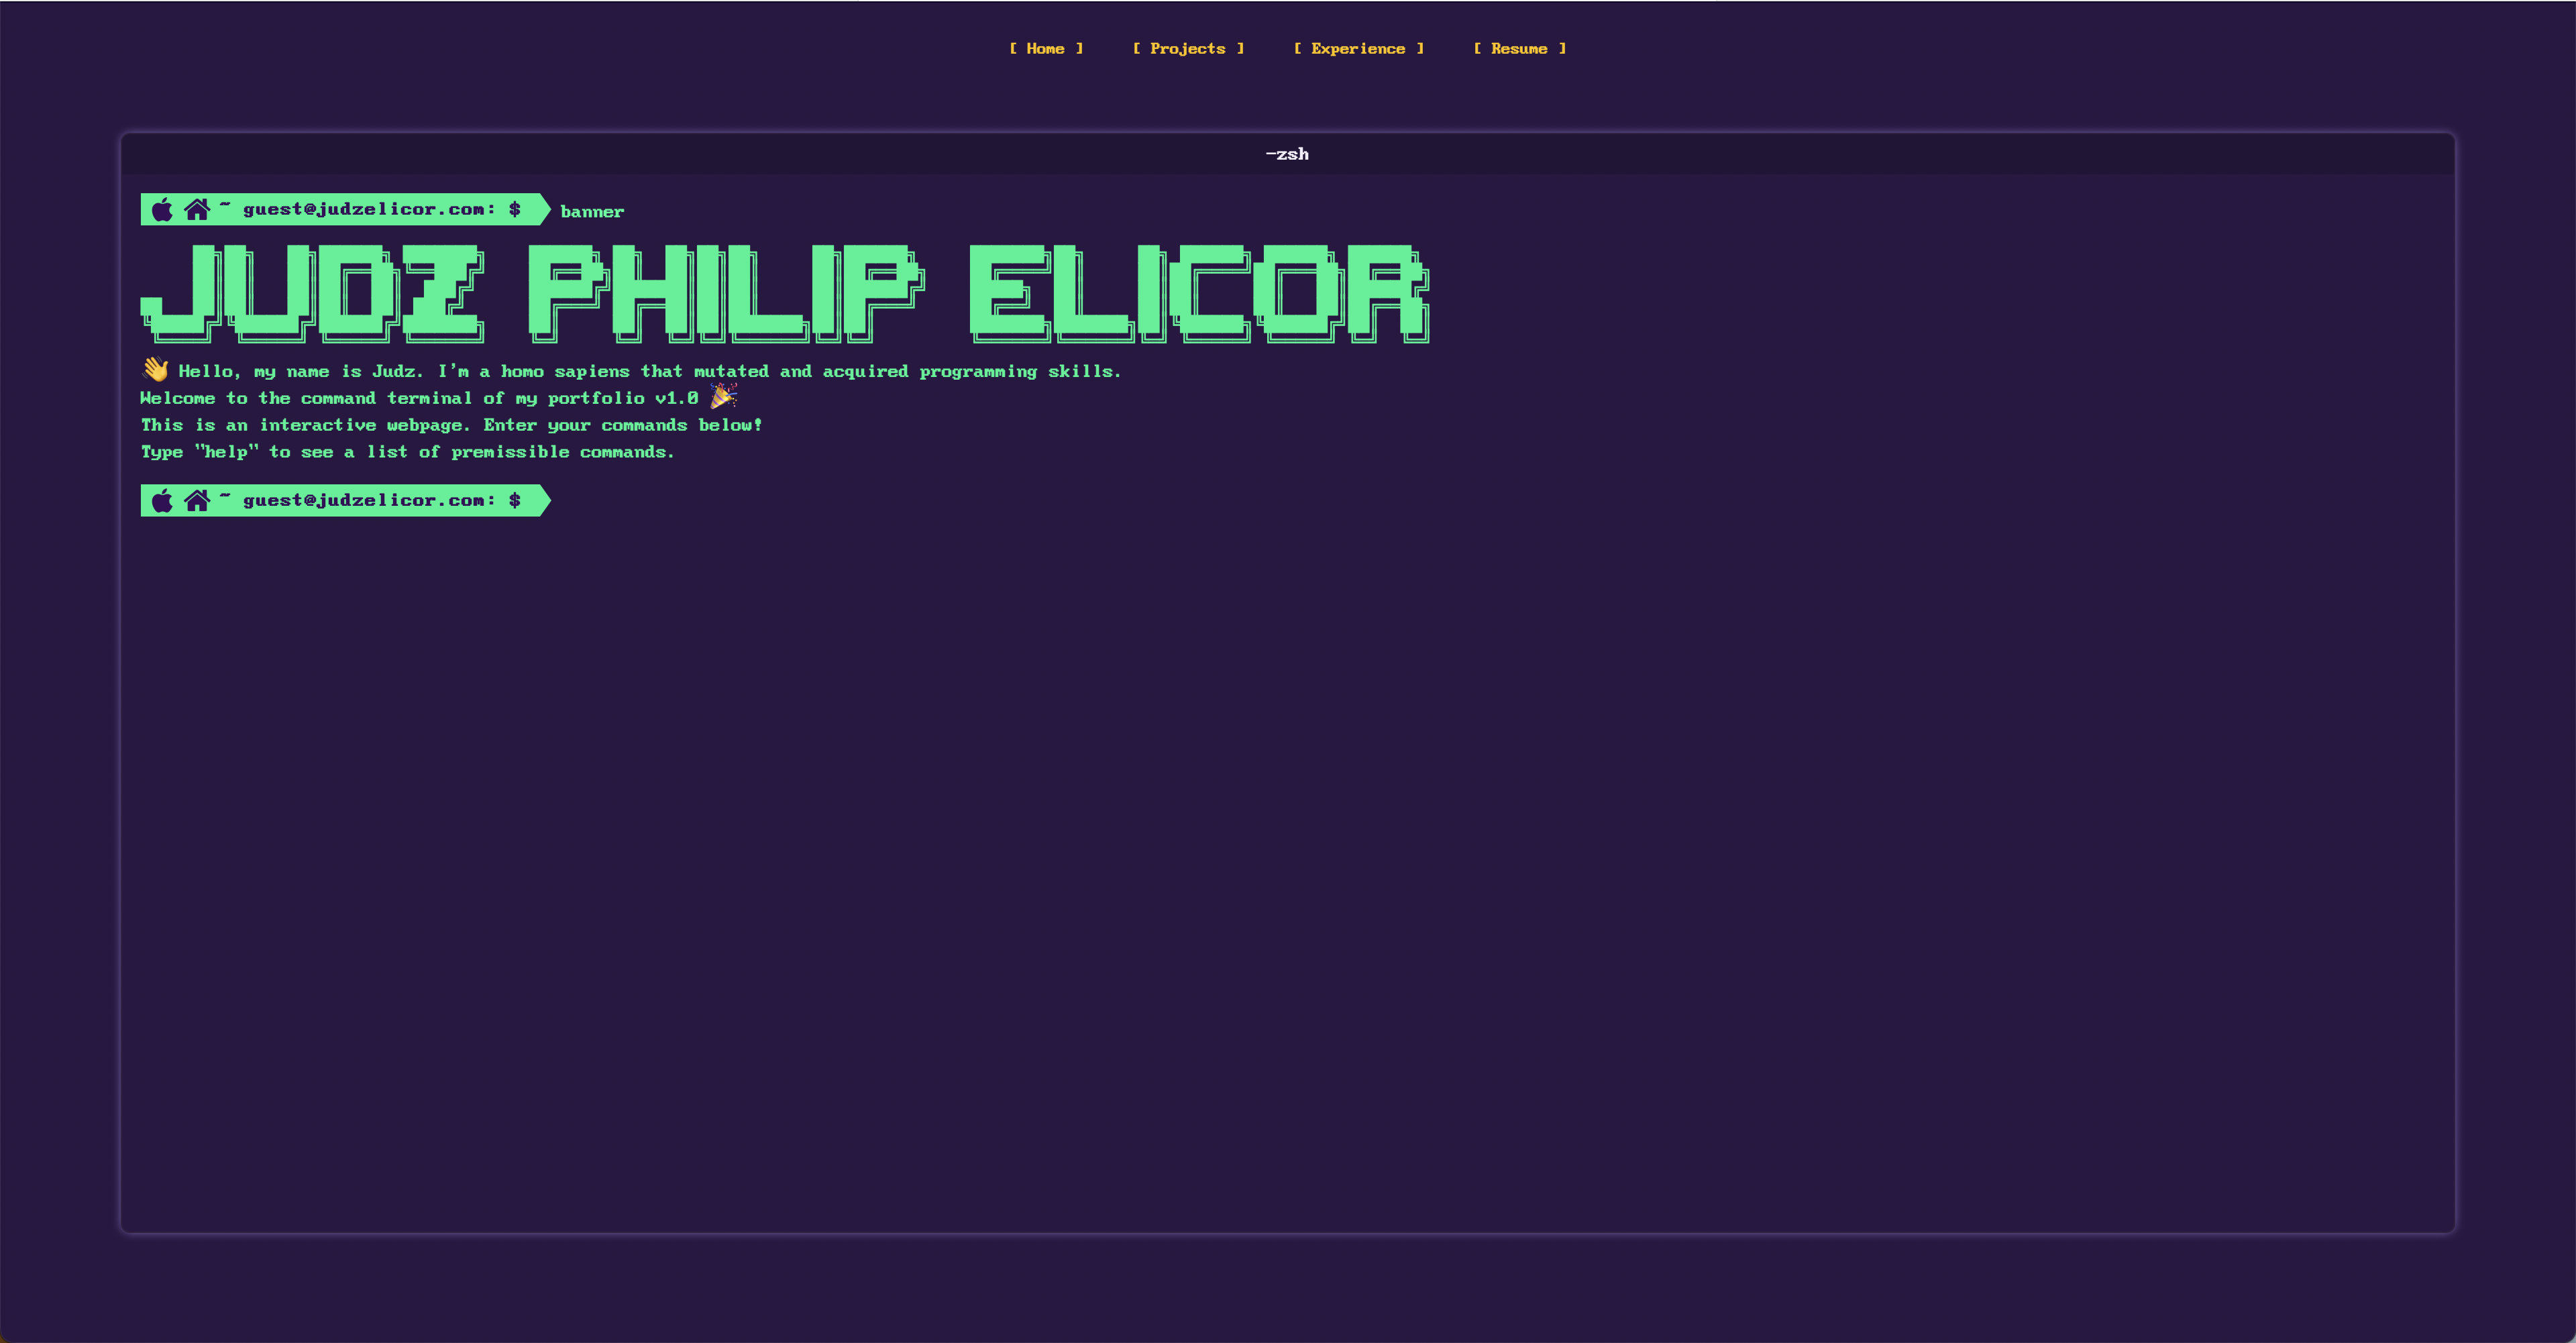 [ Home ] [ Projects ] [ Experience ] [ Resume ]
-zsh
~ guest@judzelicor.com: $ banner
JUDZ PHILIP ELICOR
👋 Hello, my name is Judz. I'm a homo sapiens that mutated and acquired programming skills.
Welcome to the command terminal of my portfolio v1.0 🎉
This is an interactive webpage. Enter your commands below!
Type "help" to see a list of premissible commands.
~ guest@judzelicor.com: $